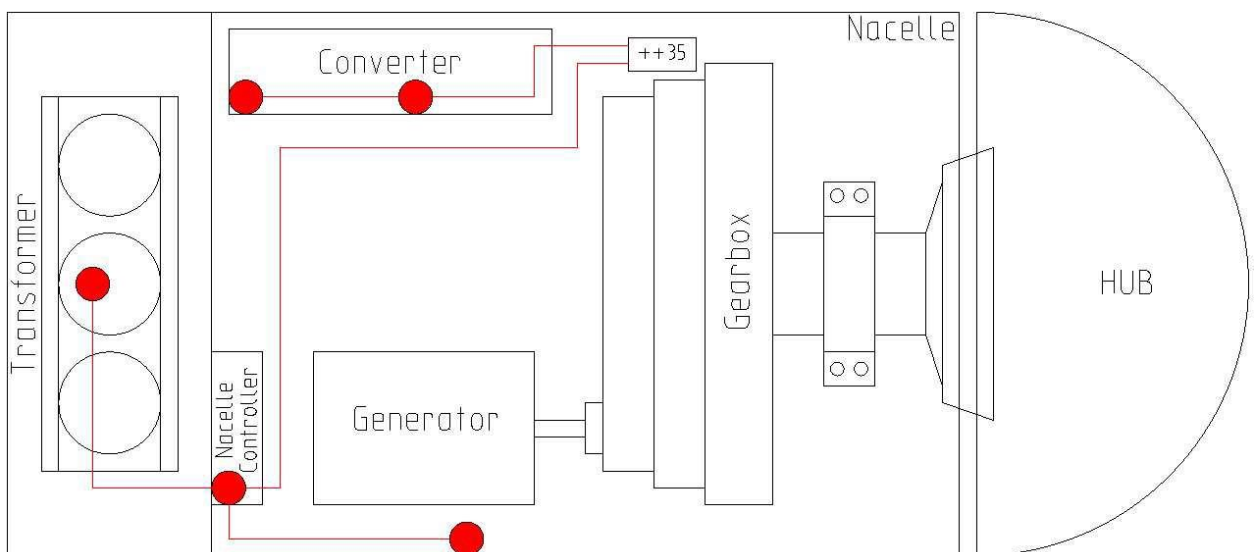 Nacelle
Converter
++35
Transformer
Gearbox
HUB
Nacelle
Controller
Generator